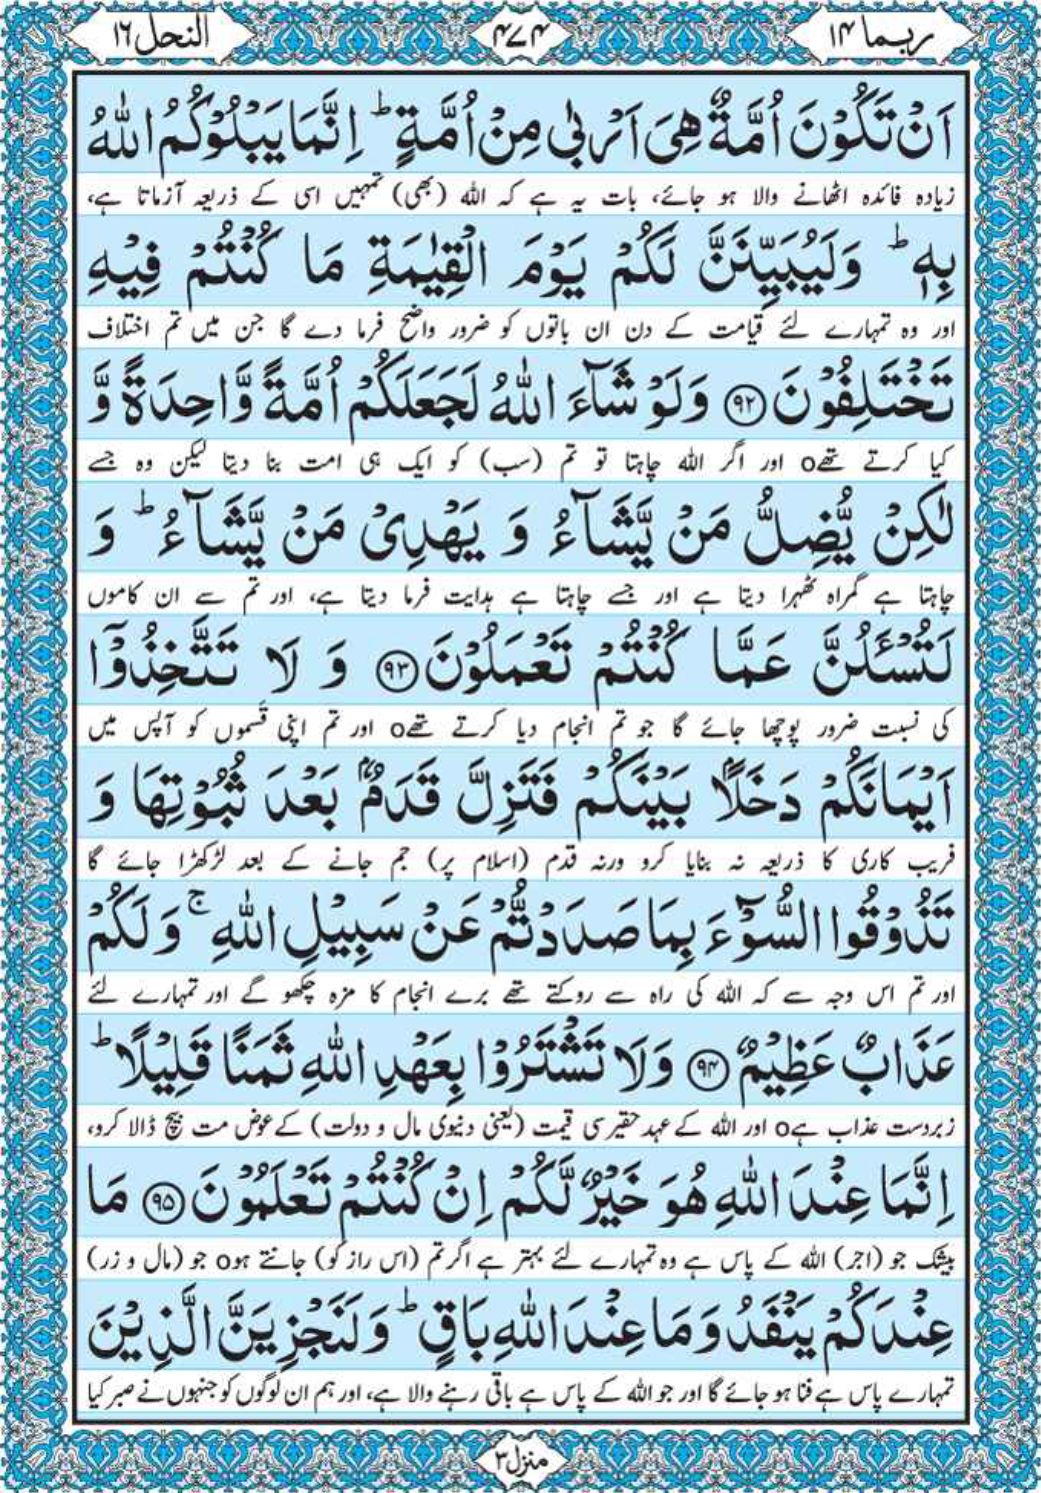 ربما ١۴
۴۷۴
النحل ١٦
اَنۡ تَكُوۡنَ اُمَّةٌ هِىَ اَرۡبٰى مِنۡ اُمَّةٍ ؕ اِنَّمَا يَبۡلُوۡكُمُ اللّٰهُ
زیادہ فائدہ اٹھانے والا ہو جائے، بات یہ ہے کہ اللہ (بھی) تمہیں اسی کے ذریعہ آزماتا ہے،
بِهٖ ؕ وَلَيُبَيِّنَنَّ لَكُمۡ يَوۡمَ الۡقِيٰمَةِ مَا كُنۡتُمۡ فِيۡهِ
اور وہ تمہارے لئے قیامت کے دن ان باتوں کو ضرور واضح فرما دے گا جن میں تم اختلاف
تَخۡتَلِفُوۡنَ ﴿۹۲﴾ وَلَوۡ شَآءَ اللّٰهُ لَجَعَلَكُمۡ اُمَّةً وَّاحِدَةً وَّ
کیا کرتے تھےo اور اگر اللہ چاہتا تو تم (سب) کو ایک ہی امت بنا دیتا لیکن وہ جسے
لٰكِنۡ يُّضِلُّ مَنۡ يَّشَآءُ وَ يَهۡدِىۡ مَنۡ يَّشَآءُ ؕ وَ
چاہتا ہے گمراہ ٹھہرا دیتا ہے اور جسے چاہتا ہے ہدایت فرما دیتا ہے، اور تم سے ان کاموں
لَتُسۡـَٔلُنَّ عَمَّا كُنۡتُمۡ تَعۡمَلُوۡنَ ﴿۹۳﴾ وَ لَا تَتَّخِذُوۡۤا
کی نسبت ضرور پوچھا جائے گا جو تم انجام دیا کرتے تھےo اور تم اپنی قسموں کو آپس میں
اَيۡمَانَكُمۡ دَخَلًاۢ بَيۡنَكُمۡ فَتَزِلَّ قَدَمٌۢ بَعۡدَ ثُبُوۡتِهَا وَ
فریب کاری کا ذریعہ نہ بنایا کرو ورنہ قدم (اسلام پر) جم جانے کے بعد لڑکھڑا جائے گا
تَذُوۡقُوا السُّوۡٓءَ بِمَا صَدَدْتُّمۡ عَنۡ سَبِيۡلِ اللّٰهِ ۚ وَلَكُمۡ
اور تم اس وجہ سے کہ اللہ کی راہ سے روکتے تھے برے انجام کا مزہ چکھو گے اور تمہارے لئے
عَذَابٌ عَظِيۡمٌ ﴿۹۴﴾ وَلَا تَشۡتَرُوۡا بِعَهۡدِ اللّٰهِ ثَمَنًا قَلِيۡلًا ؕ
زبردست عذاب ہےo اور اللہ کے عہد حقیر سی قیمت (یعنی دنیوی مال و دولت) کے عوض مت بیچ ڈالا کرو،
اِنَّمَا عِنۡدَ اللّٰهِ هُوَ خَيۡرٌ لَّكُمۡ اِنۡ كُنۡتُمۡ تَعۡلَمُوۡنَ ﴿۹۵﴾ مَا
بیشک جو (اجر) اللہ کے پاس ہے وہ تمہارے لئے بہتر ہے اگر تم (اس راز کو) جانتے ہوo جو (مال و زر)
عِنۡدَكُمۡ يَنۡفَدُ وَمَا عِنۡدَ اللّٰهِ بَاقٍ ؕ وَلَنَجۡزِيَنَّ الَّذِيۡنَ
تمہارے پاس ہے فنا ہو جائے گا اور جو اللہ کے پاس ہے باقی رہنے والا ہے، اور ہم ان لوگوں کو جنہوں نے صبر کیا
منزل ۳